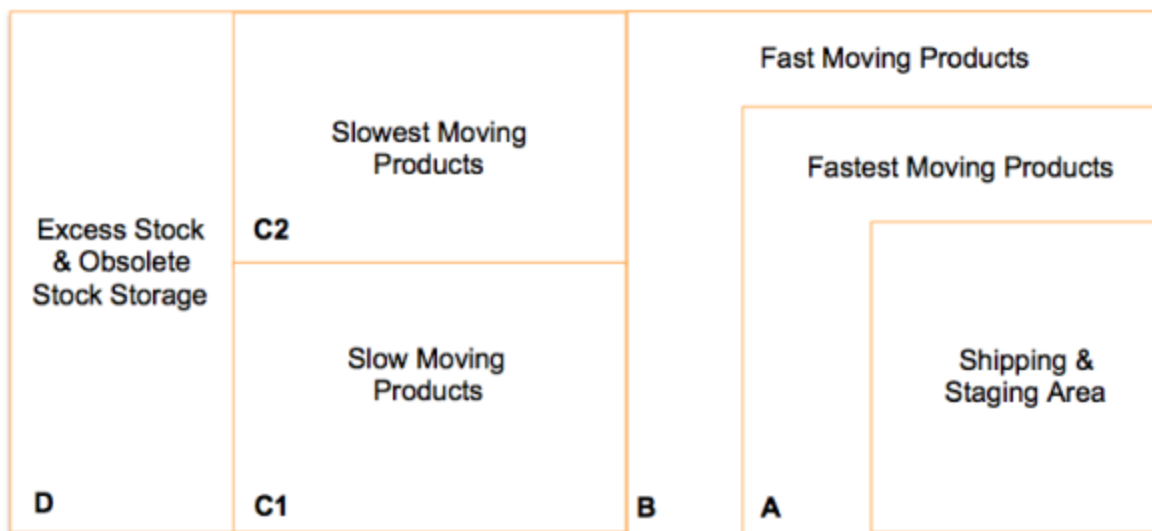 Excess Stock
& Obsolete
Stock Storage
D
Slowest Moving
Products
C2
Slow Moving
Products
C1
Fast Moving Products
B
Fastest Moving Products
A
Shipping &
Staging Area